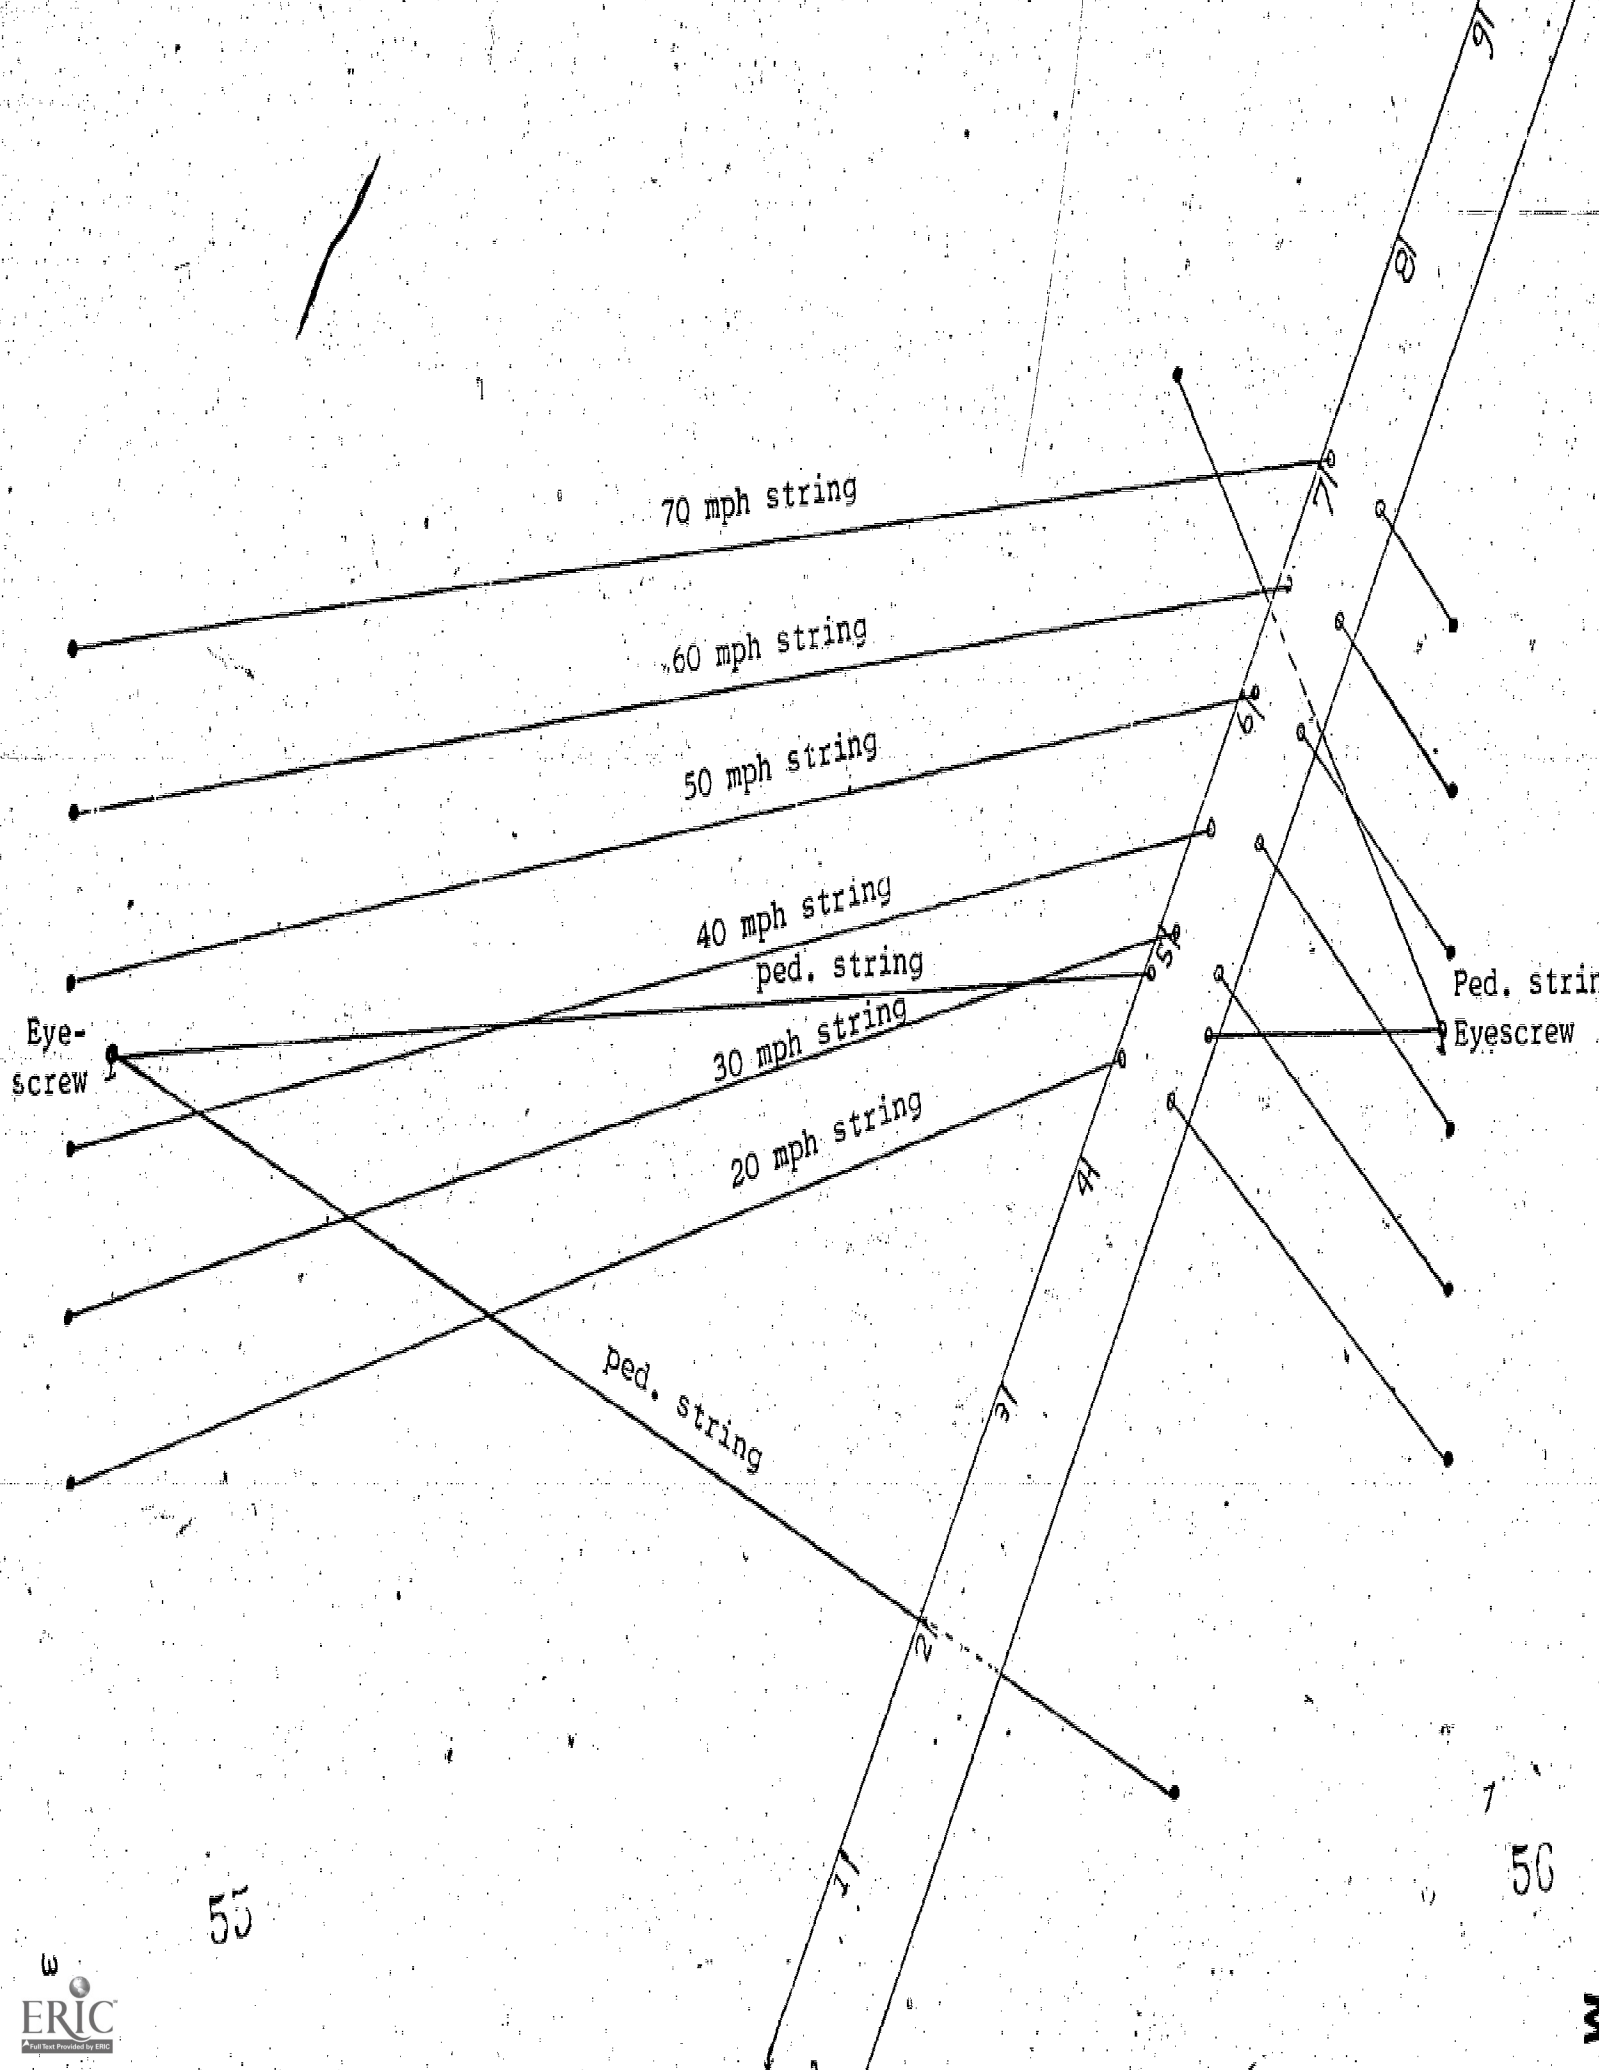 9
8
70 mph string
7
60 mph string
6
50 mph string
40 mph string
5
ped. string
Ped. strin
Eye-
screw
30 mph string
Eyescrew
20 mph string
4
3
ped. string
2
1
55
56
3
ERIC
Full Text Provided by ERIC